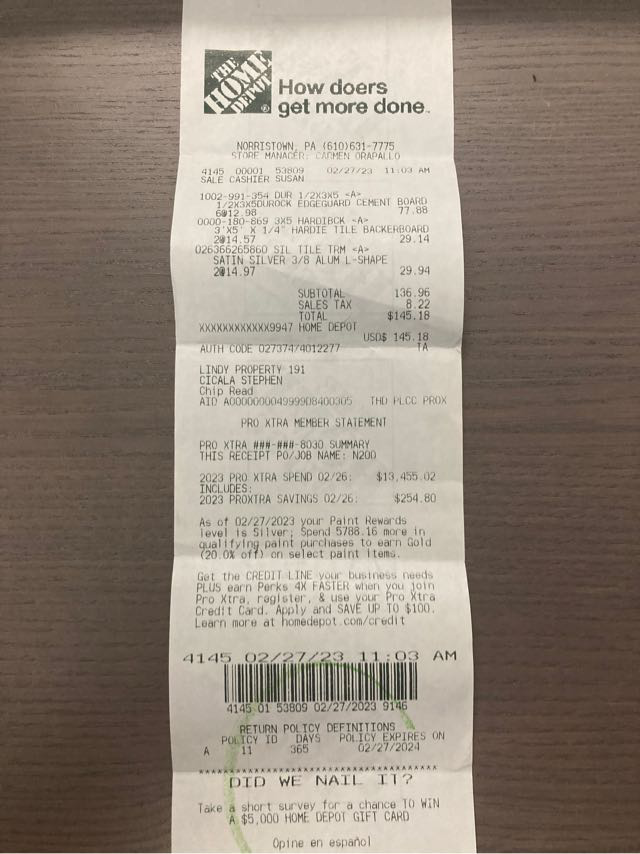 THE
HOME
DEPOT
How doers
get more done.
NORRISTOWN, PA (610)631-7775
STORE MANAGER: CARMEN ORAPALLO
4145 00001 53809 02/27/23 11:03 AM
SALE CASHIER SUSAN
1002-991-354 DUR 1/2X3X5 <A>
1/2X3X5DUROCK EDGEGUARD CEMENT BOARD
6@12.98 77.88
0000-180-869 3X5 HARDIBCK <A>
3'X5' X 1/4" HARDIE TILE BACKERBOARD
2@14.57 29.14
026366265860 SIL TILE TRM <A>
SATIN SILVER 3/8 ALUM L-SHAPE
2@14.97 29.94
SUBTOTAL 136.96
SALES TAX 8.22
TOTAL $145.18
XXXXXXXXXXXX9947 HOME DEPOT
USD$ 145.18
AUTH CODE 027374/4012277 TA
LINDY PROPERTY 191
CICALA STEPHEN
Chip Read
AID A0000000049999D8400305 THD PLCC PROX
PRO XTRA MEMBER STATEMENT
PRO XTRA ###-###-8030 SUMMARY
THIS RECEIPT PO/JOB NAME: N20D
2023 PRO XTRA SPEND 02/26: $13,455.02
INCLUDES:
2023 PROXTRA SAVINGS 02/26: $254.80
As of 02/27/2023 your Paint Rewards
level is Silver; Spend 5788.16 more in
qualifying paint purchases to earn Gold
(20.0% off) on select paint items.
Get the CREDIT LINE your business needs
PLUS earn Perks 4X FASTER when you join
Pro Xtra, register, & use your Pro Xtra
Credit Card. Apply and SAVE UP TO $100.
Learn more at homedepot.com/credit
4145 02/27/23 11:03 AM
4145 01 53809 02/27/2023 9146
RETURN POLICY DEFINITIONS
POLICY ID DAYS POLICY EXPIRES ON
A 11 365 02/27/2024
DID WE NAIL IT?
Take a short survey for a chance TO WIN
A $5,000 HOME DEPOT GIFT CARD
Opine en español